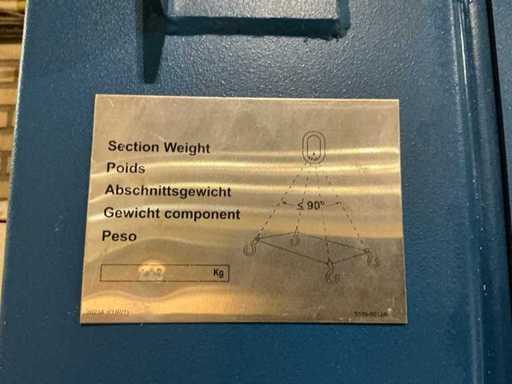 Section Weight
Poids
Abschnittsgewicht
Gewicht component
Peso
≤ 90°
Kg